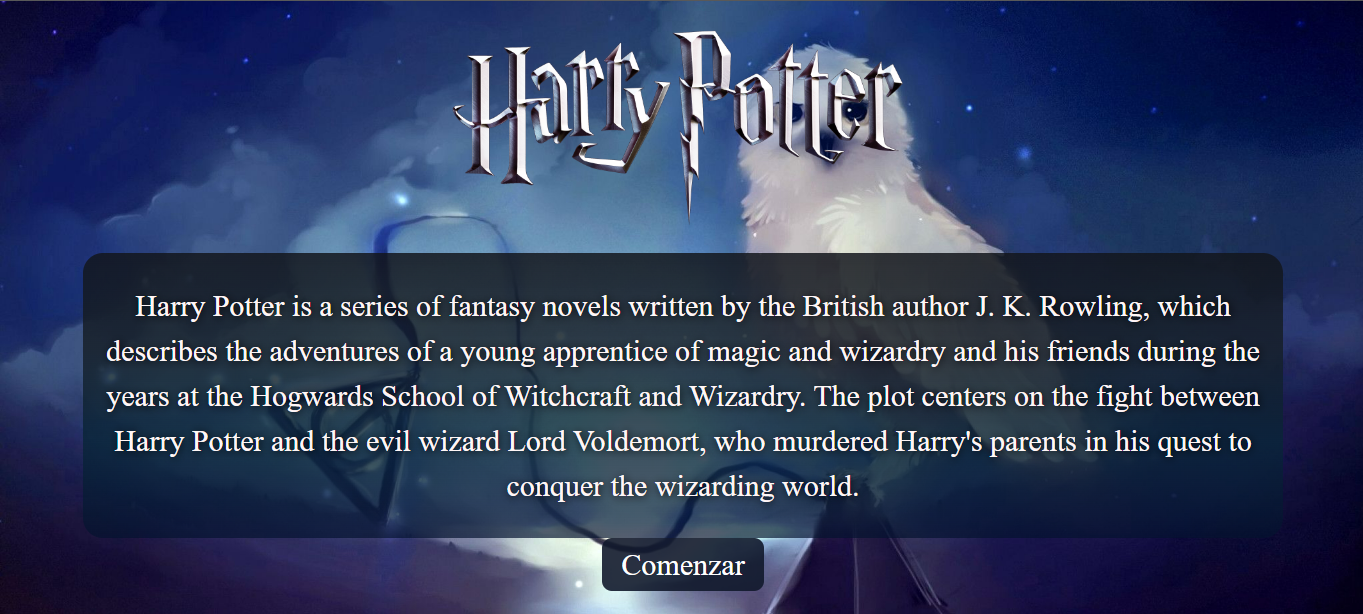 Harry Potter
Harry Potter is a series of fantasy novels written by the British author J. K. Rowling, which
describes the adventures of a young apprentice of magic and wizardry and his friends during the
years at the Hogwards School of Witchcraft and Wizardry. The plot centers on the fight between
Harry Potter and the evil wizard Lord Voldemort, who murdered Harry's parents in his quest to
conquer the wizarding world.
Comenzar